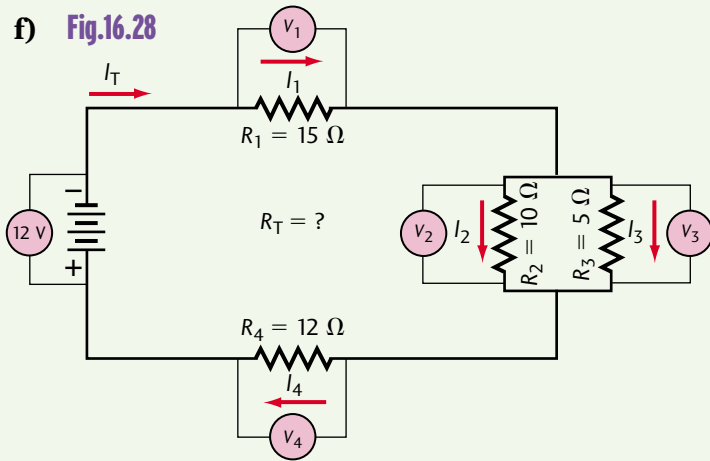 f) Fig.16.28
V1
IT
I1
R1 = 15 Ω
−
12 V
+
RT = ?
V2
I2
R2 = 10 Ω
R3 = 5 Ω
I3
V3
R4 = 12 Ω
I4
V4